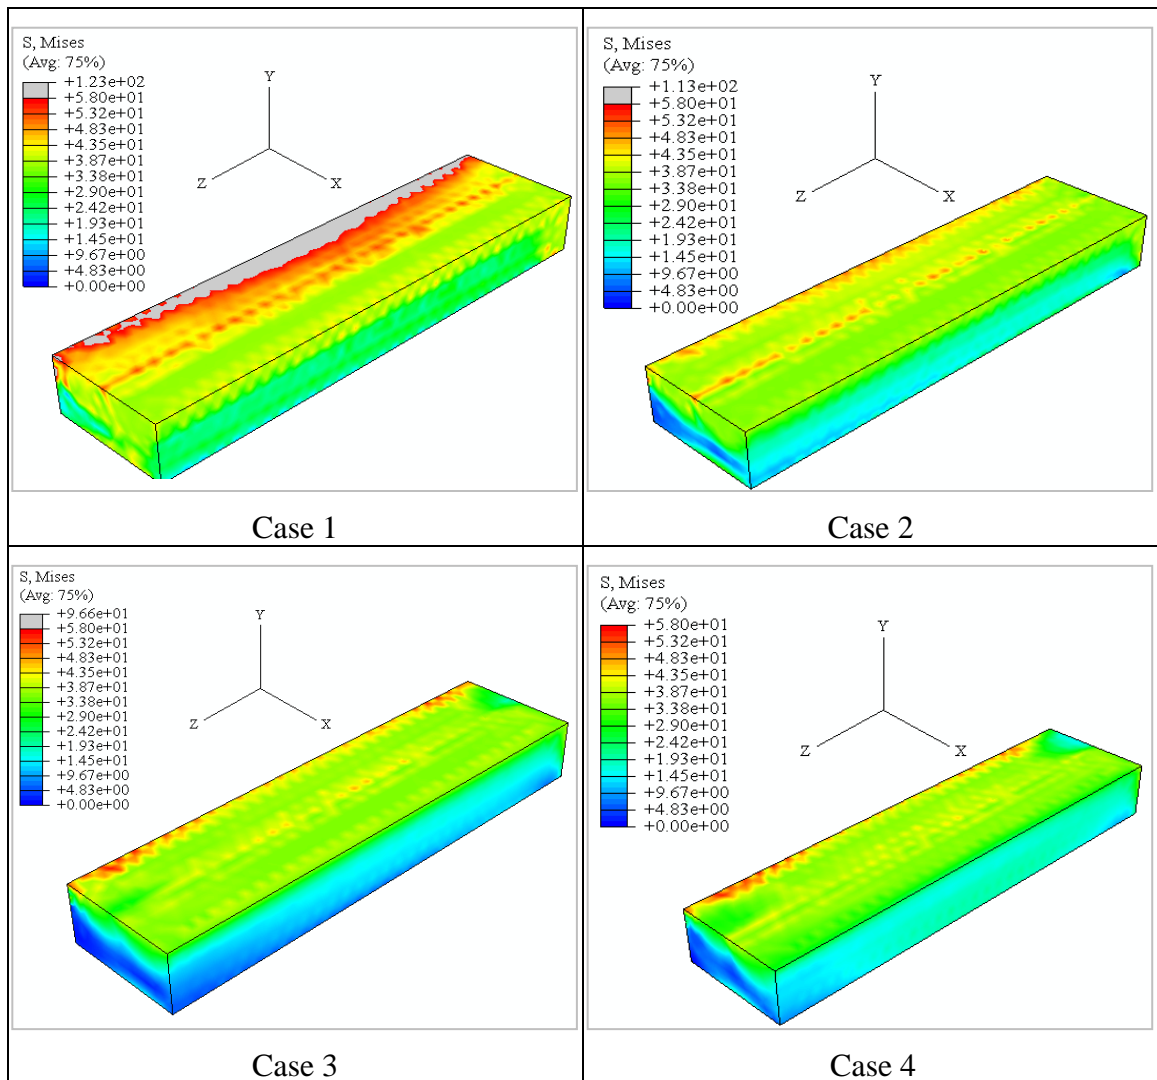 S, Mises
(Avg: 75%)
+1.23e+02
+5.80e+01
+5.32e+01
+4.83e+01
+4.35e+01
+3.87e+01
+3.38e+01
+2.90e+01
+2.42e+01
+1.93e+01
+1.45e+01
+9.67e+00
+4.83e+00
+0.00e+00
Y
Z
X
Case 1
S, Mises
(Avg: 75%)
+1.13e+02
+5.80e+01
+5.32e+01
+4.83e+01
+4.35e+01
+3.87e+01
+3.38e+01
+2.90e+01
+2.42e+01
+1.93e+01
+1.45e+01
+9.67e+00
+4.83e+00
+0.00e+00
Y
Z
X
Case 2
S, Mises
(Avg: 75%)
+9.66e+01
+5.80e+01
+5.32e+01
+4.83e+01
+4.35e+01
+3.87e+01
+3.38e+01
+2.90e+01
+2.42e+01
+1.93e+01
+1.45e+01
+9.67e+00
+4.83e+00
+0.00e+00
Y
Z
X
Case 3
S, Mises
(Avg: 75%)
+5.80e+01
+5.32e+01
+4.83e+01
+4.35e+01
+3.87e+01
+3.38e+01
+2.90e+01
+2.42e+01
+1.93e+01
+1.45e+01
+9.67e+00
+4.83e+00
+0.00e+00
Y
Z
X
Case 4